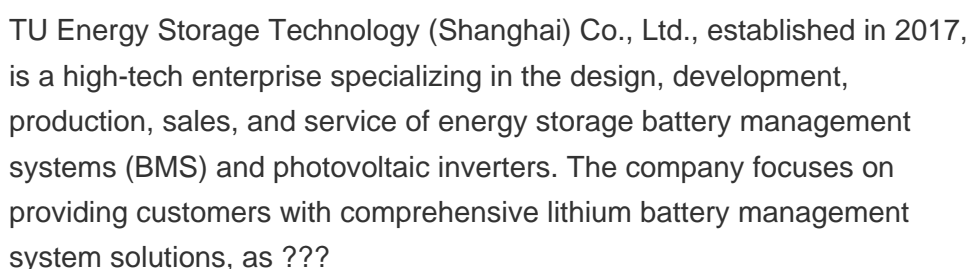 TU Energy Storage Technology (Shanghai) Co., Ltd., established in 2017,
is a high-tech enterprise specializing in the design, development,
production, sales, and service of energy storage battery management
systems (BMS) and photovoltaic inverters. The company focuses on
providing customers with comprehensive lithium battery management
system solutions, as ???